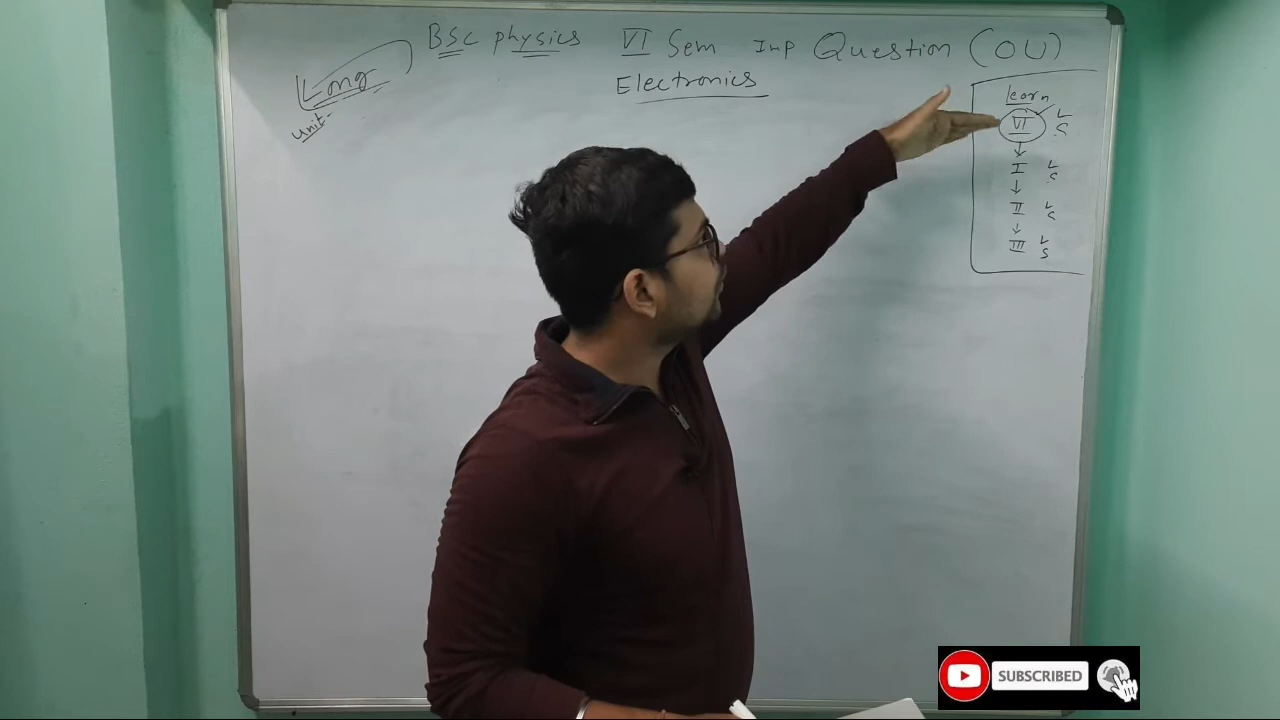 BSC physics VI Sem Imp Question (OU)
Electronics
Long
unit-
learn
VI L S
I L S
II L S
III L S
SUBSCRIBED